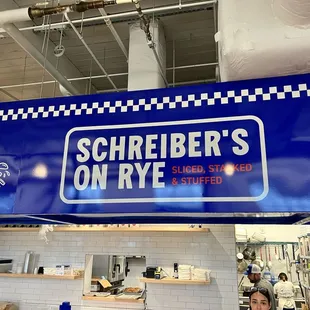 SCHREIBER'S
ON RYE
SLICED, STACKED
& STUFFED